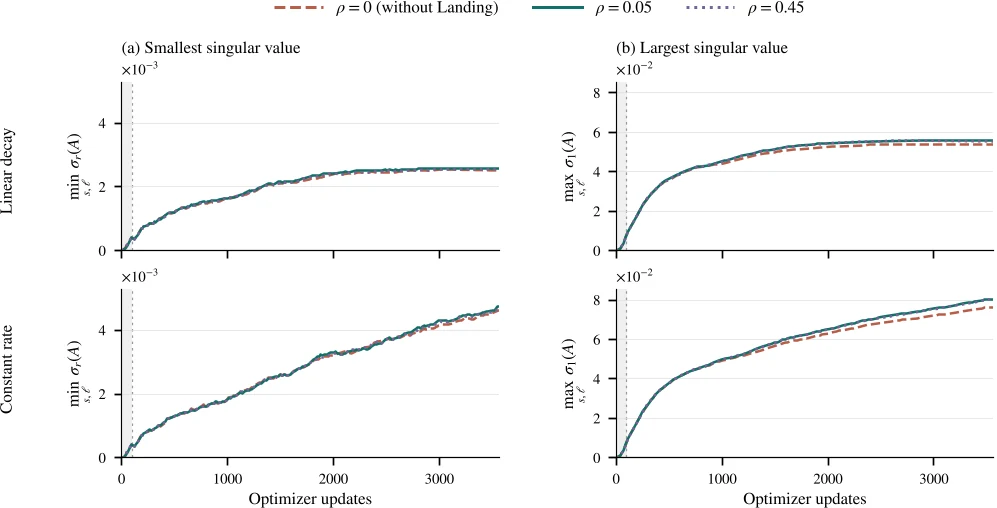 ρ = 0 (without Landing) ρ = 0.05 ρ = 0.45
(a) Smallest singular value
(b) Largest singular value
Linear decay
×10⁻³
min σᵣ(A)
s, ℓ
4
2
0
×10⁻²
max σ₁(A)
s, ℓ
8
6
4
2
0
Constant rate
×10⁻³
min σᵣ(A)
s, ℓ
4
2
0
0 1000 2000 3000
Optimizer updates
×10⁻²
max σ₁(A)
s, ℓ
8
6
4
2
0
0 1000 2000 3000
Optimizer updates